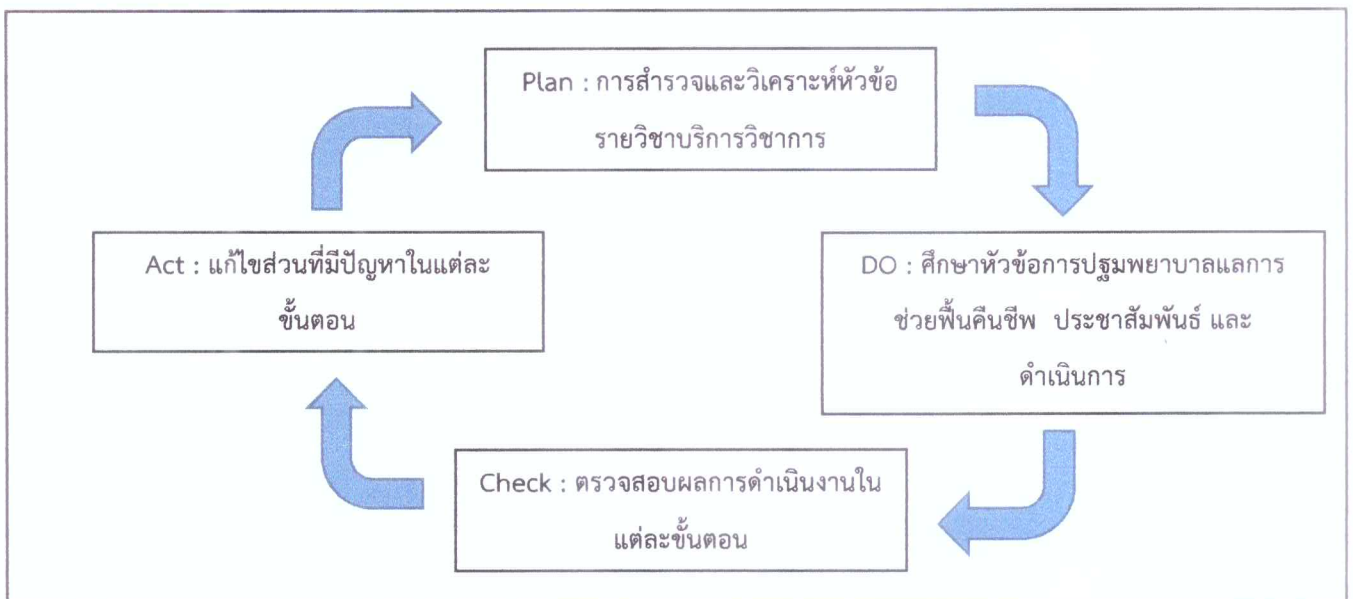 Plan : การสำรวจและวิเคราะห์หัวข้อ
รายวิชาบริการวิชาการ
DO : ศึกษาหัวข้อการปฐมพยาบาลแลการ
ช่วยฟื้นคืนชีพ ประชาสัมพันธ์ และ
ดำเนินการ
Check : ตรวจสอบผลการดำเนินงานใน
แต่ละขั้นตอน
Act : แก้ไขส่วนที่มีปัญหาในแต่ละ
ขั้นตอน